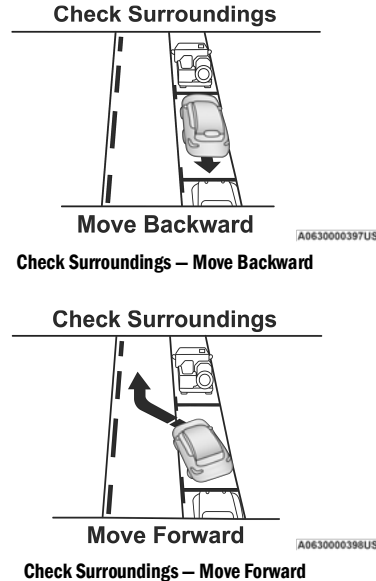 Check Surroundings
Move Backward
A0630000397US
Check Surroundings — Move Backward
Check Surroundings
Move Forward
A0630000398US
Check Surroundings — Move Forward